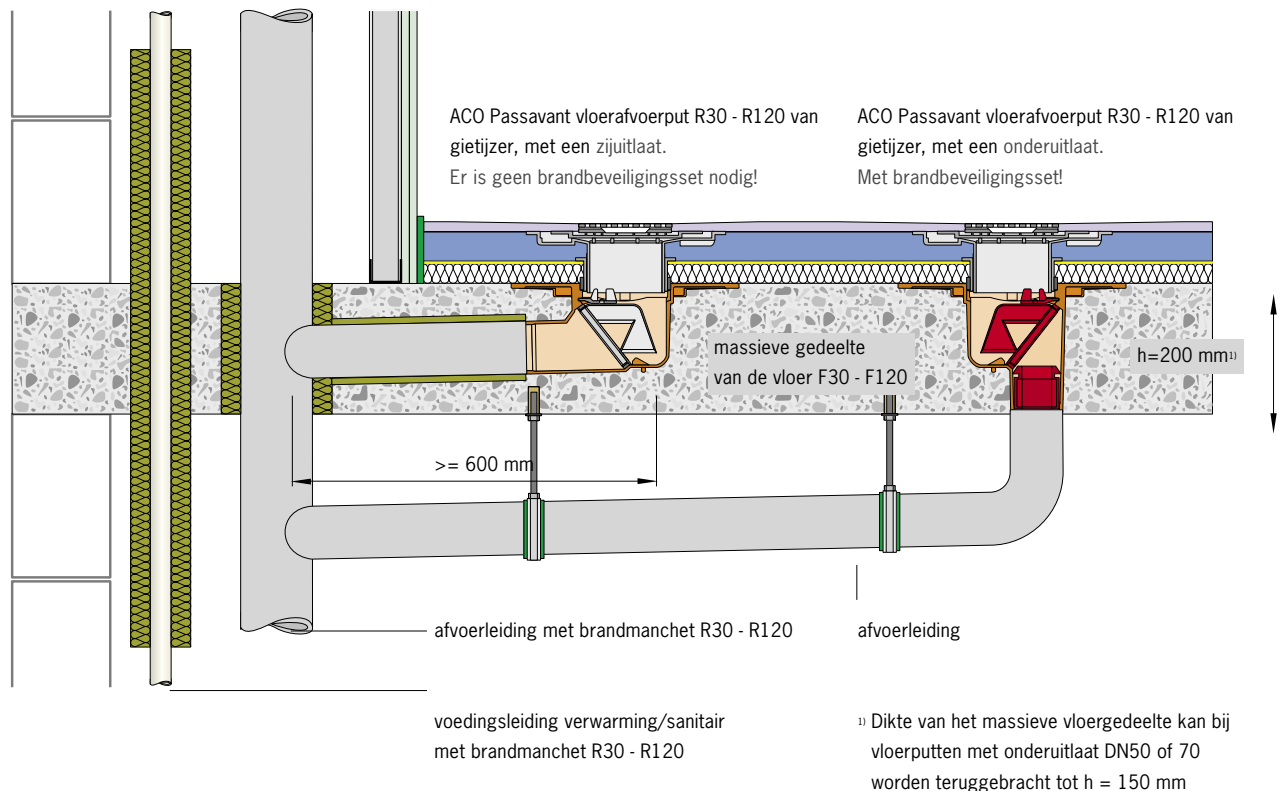 ACO Passavant vloerafvoerput R30 - R120 van
gietijzer, met een zijuitlaat.
Er is geen brandbeveiligingsset nodig!
ACO Passavant vloerafvoerput R30 - R120 van
gietijzer, met een onderuitlaat.
Met brandbeveiligingsset!
massieve gedeelte
van de vloer F30 - F120
h=200 mm¹⁾
>= 600 mm
afvoerleiding met brandmanchet R30 - R120
afvoerleiding
voedingsleiding verwarming/sanitair
met brandmanchet R30 - R120
¹⁾ Dikte van het massieve vloergedeelte kan bij
vloerputten met onderuitlaat DN50 of 70
worden teruggebracht tot h = 150 mm